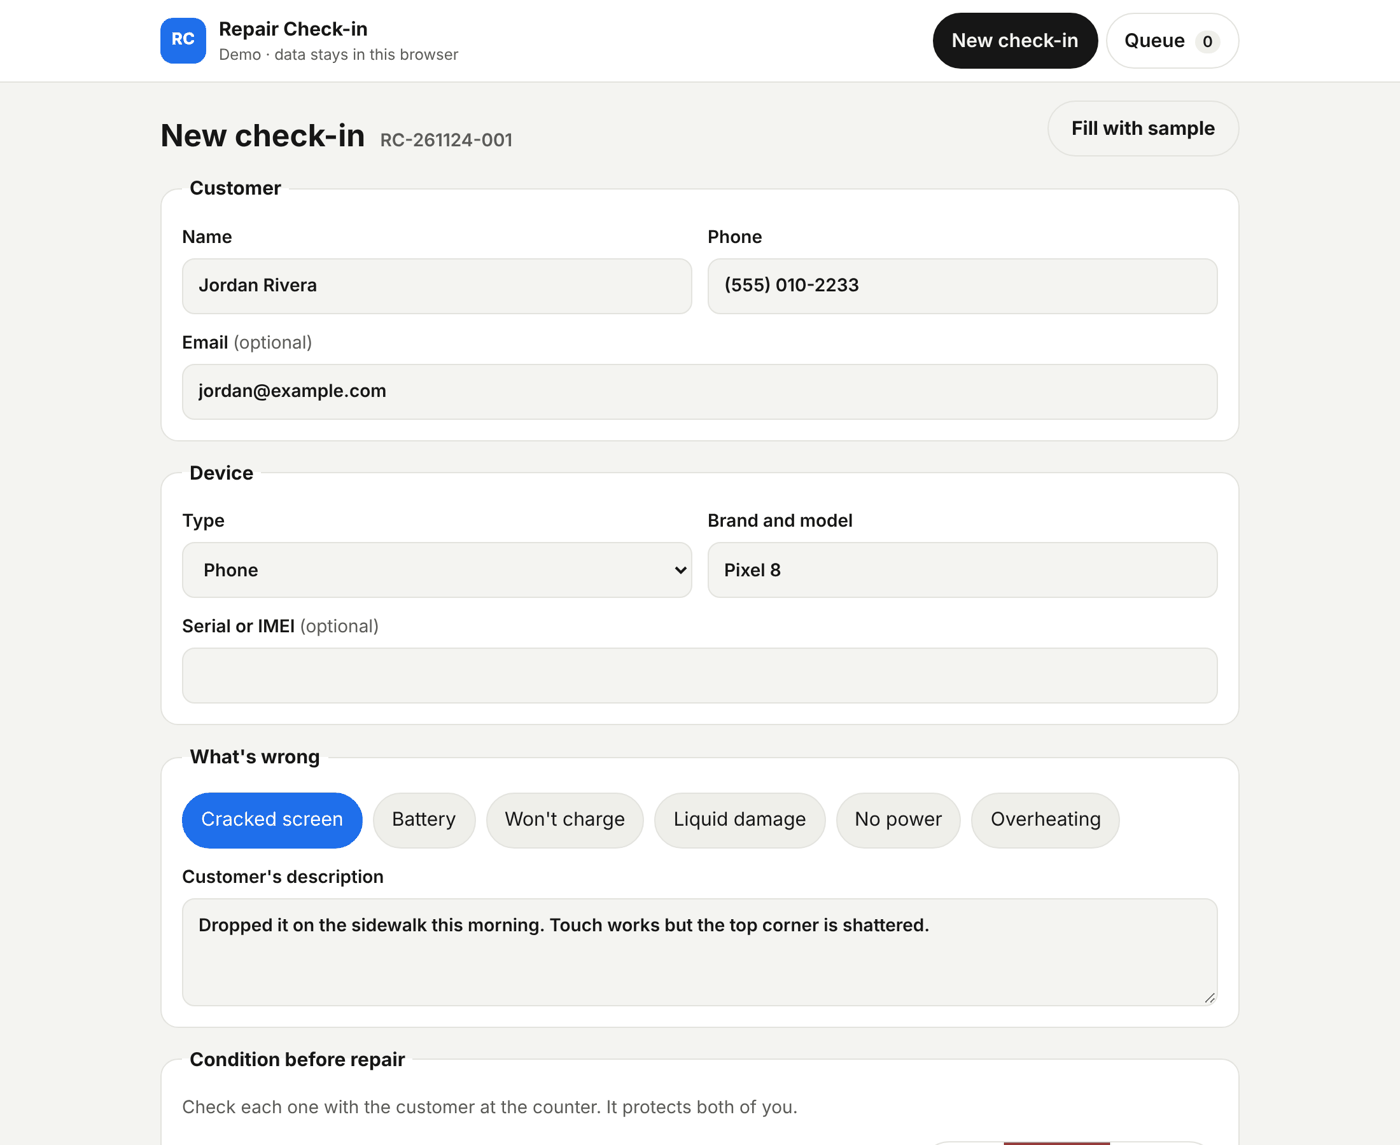 RC
Repair Check-in
Demo · data stays in this browser
New check-in
Queue 0
New check-in RC-261124-001
Fill with sample
Customer
Name
Phone
Jordan Rivera
(555) 010-2233
Email (optional)
jordan@example.com
Device
Type
Brand and model
Phone
Pixel 8
Serial or IMEI (optional)
What's wrong
Cracked screen
Battery
Won't charge
Liquid damage
No power
Overheating
Customer's description
Dropped it on the sidewalk this morning. Touch works but the top corner is shattered.
Condition before repair
Check each one with the customer at the counter. It protects both of you.